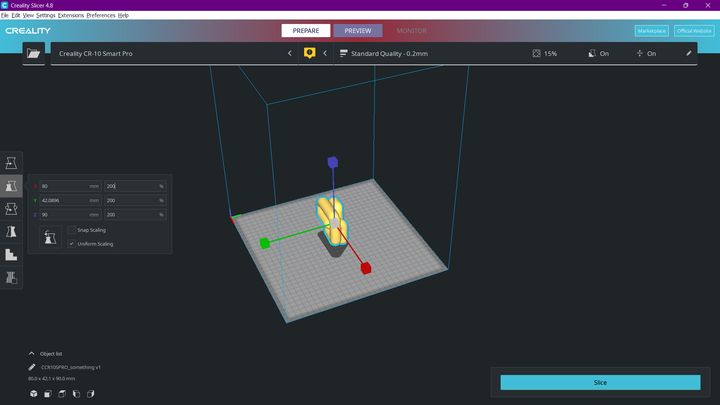 Creality Slicer 4.8
File Edit View Settings Extensions Preferences Help
CREALITY
PREPARE
PREVIEW
MONITOR
Marketplace
Official Website
Creality CR-10 Smart Pro
Standard Quality - 0.2mm
15%
On
On
X 80 mm 200 %
Y 42.0896 mm 200 %
Z 90 mm 200 %
Snap Scaling
Uniform Scaling
Object list
CCR10SPRO_something v1
80.0 x 42.1 x 90.0 mm
Slice